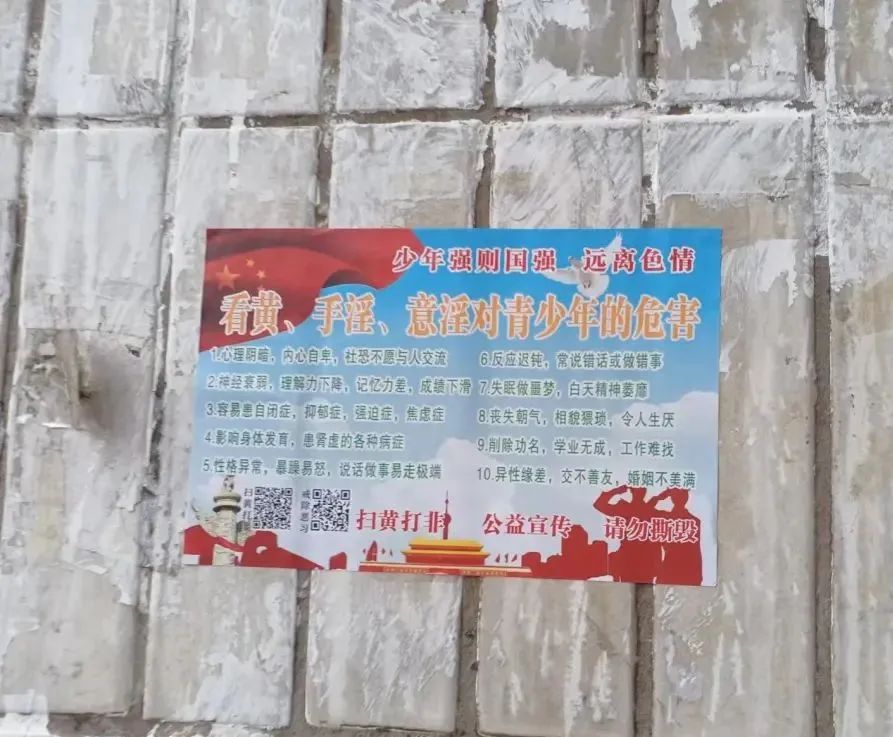 少年强则国强 远离色情
看黄、手淫、意淫对青少年的危害
1.心理阴暗，内心自卑，社恐不愿与人交流
2.神经衰弱，理解力下降，记忆力差，成绩下滑
3.容易患自闭症，抑郁症，强迫症，焦虑症
4.影响身体发育，患肾虚的各种病症
5.性格异常，暴躁易怒，说话做事易走极端
6.反应迟钝，常说错话或做错事
7.失眠做噩梦，白天精神萎靡
8.丧失朝气，相貌猥琐，令人生厌
9.削除功名，学业无成，工作难找
10.异性缘差，交不善友，婚姻不美满
扫黄打非
戒除恶习
扫黄打非 公益宣传 请勿撕毁